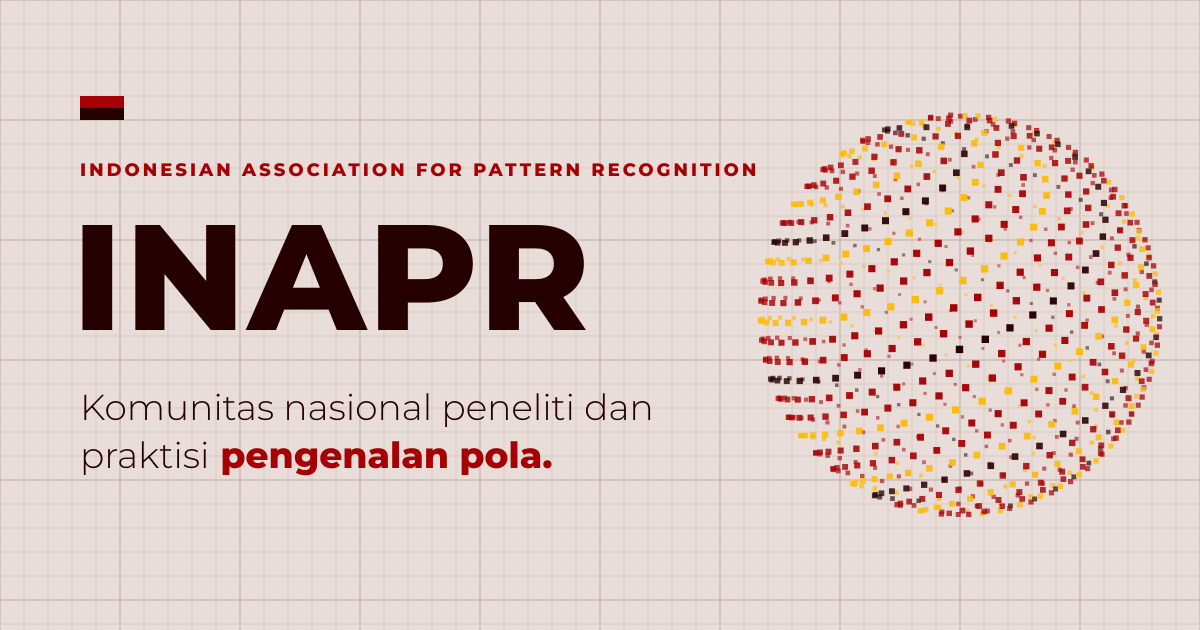 INDONESIAN ASSOCIATION FOR PATTERN RECOGNITION
INAPR
Komunitas nasional peneliti dan
praktisi pengenalan pola.